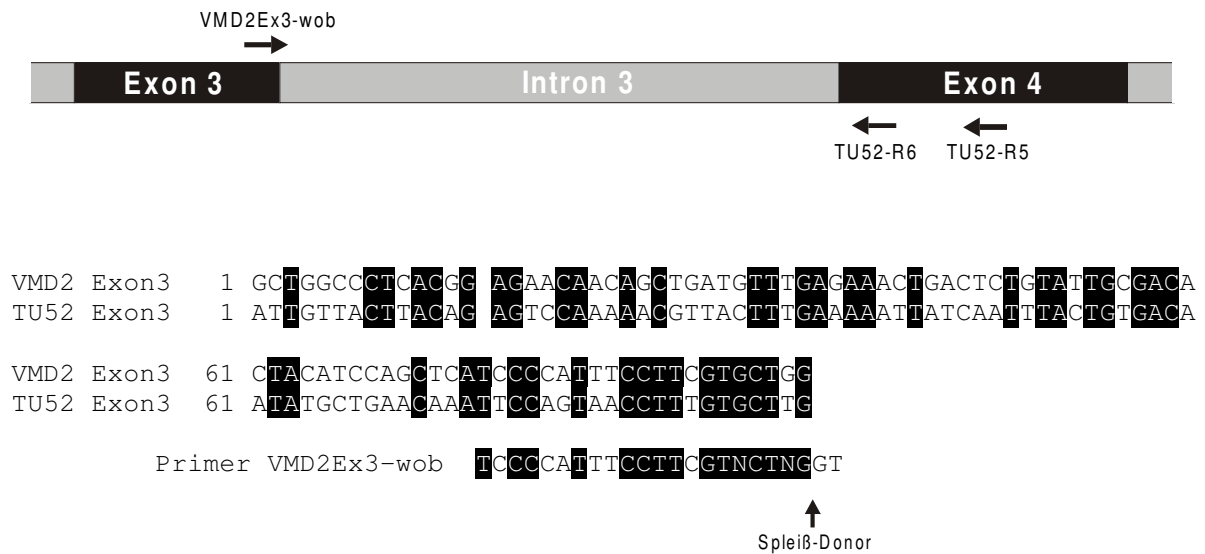 VMD2Ex3-wob
Exon 3 Intron 3 Exon 4
TU52-R6 TU52-R5
VMD2 Exon3 1 GCTGGCCCTCACGG AGAACAACAGCTGATGTTTGAGAAACTGACTCTGTATTGCGACA
TU52 Exon3 1 ATTGTTACTTACAG AGTCCAAAAACGTTACTTTGAAAAATTATCAATTTACTGTGACA
VMD2 Exon3 61 CTACATCCAGCTCATCCCCATTTCCTTCGTGCTGG
TU52 Exon3 61 ATATGCTGAACAAATTCCAGTAACCTTTGTGCTTG
Primer VMD2Ex3-wob TCCCCATTTCCTTCGTNCTNGGT
Spleiß-Donor